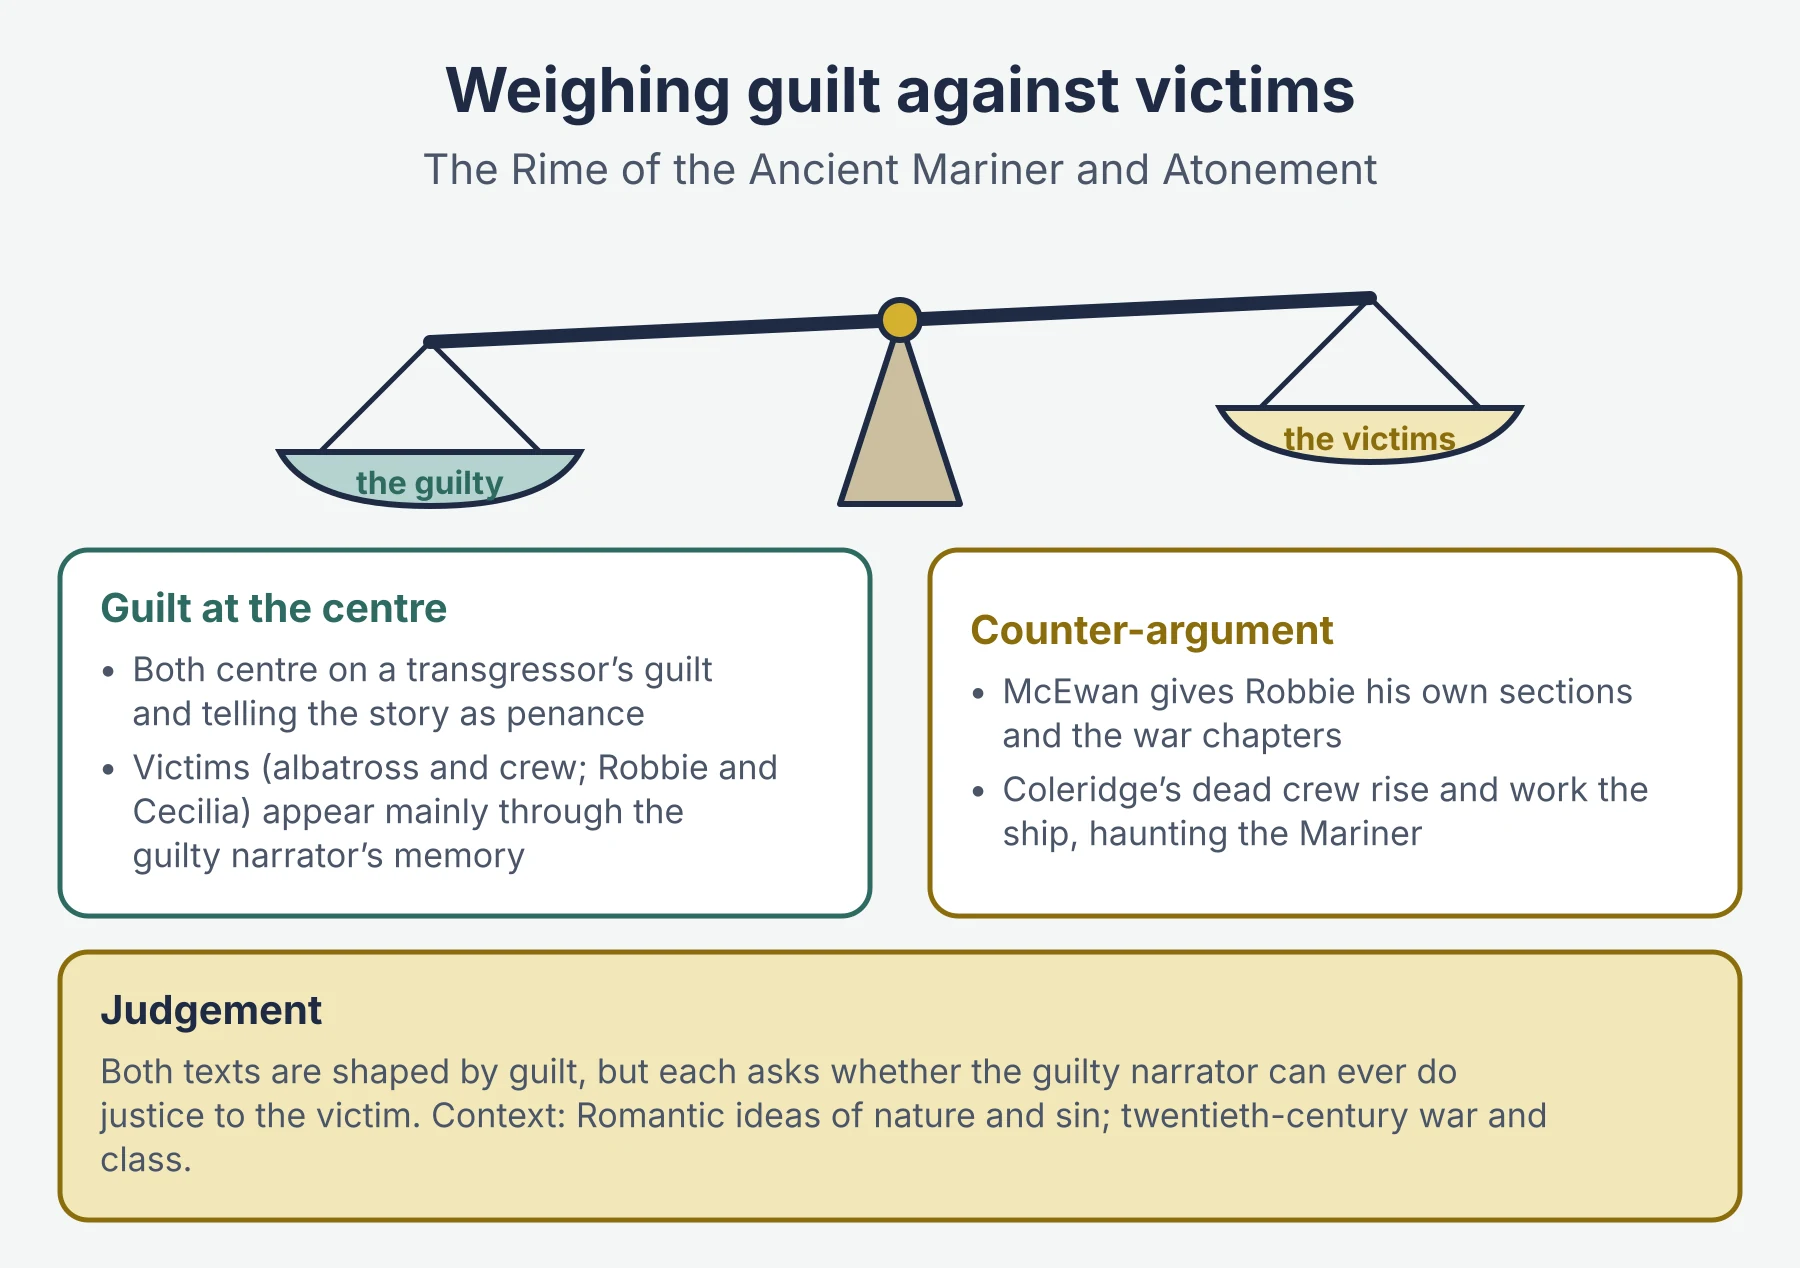 Weighing guilt against victims
The Rime of the Ancient Mariner and Atonement
the guilty
the victims
Guilt at the centre
• Both centre on a transgressor’s guilt
and telling the story as penance
• Victims (albatross and crew; Robbie and
Cecilia) appear mainly through the
guilty narrator’s memory
Counter-argument
• McEwan gives Robbie his own sections
and the war chapters
• Coleridge’s dead crew rise and work the
ship, haunting the Mariner
Judgement
Both texts are shaped by guilt, but each asks whether the guilty narrator can ever do
justice to the victim. Context: Romantic ideas of nature and sin; twentieth-century war and
class.